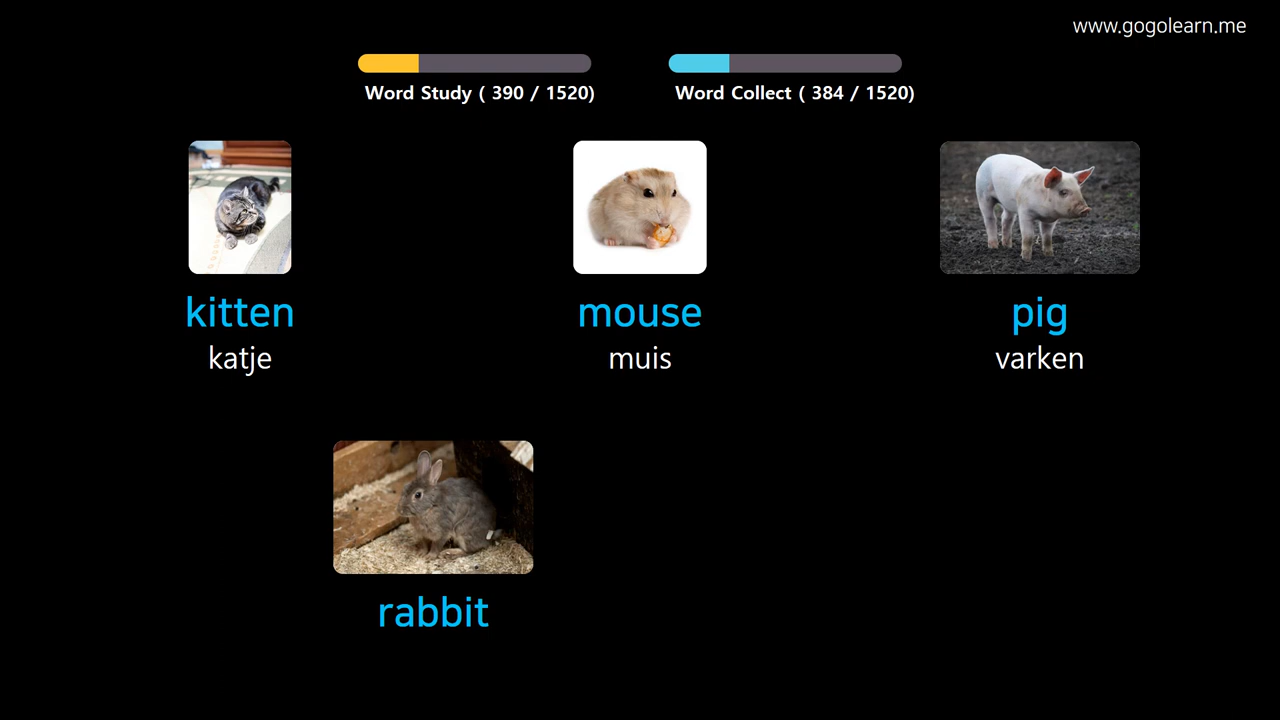 www.gogolearn.me
Word Study ( 390 / 1520)
Word Collect ( 384 / 1520)
kitten
katje
mouse
muis
pig
varken
rabbit